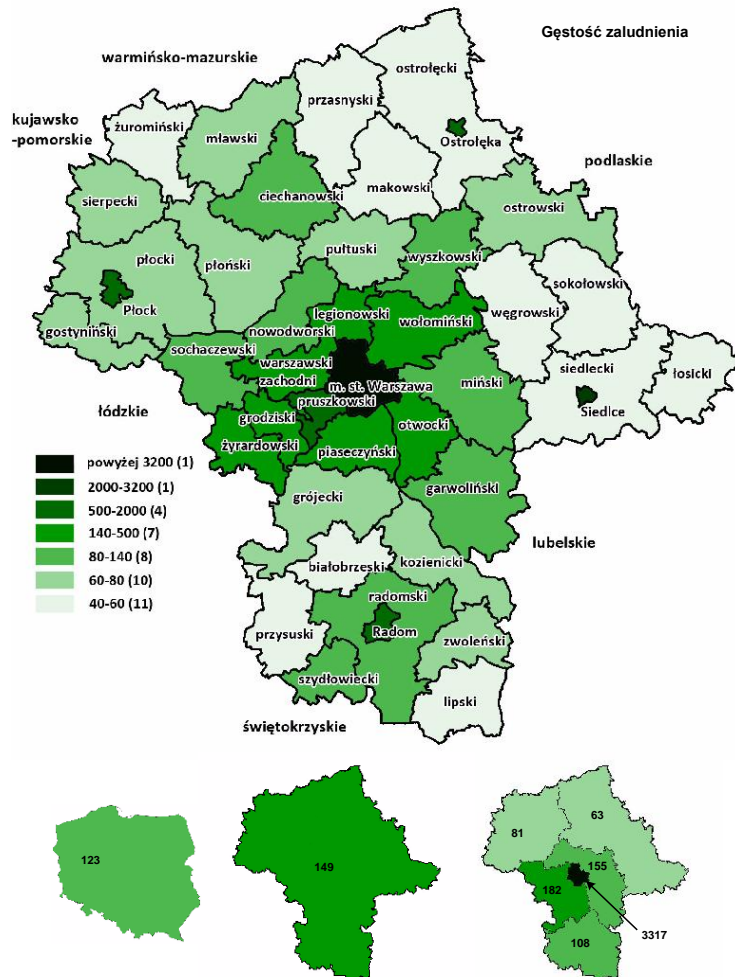 Gęstość zaludnienia
warmińsko-mazurskie
ostrołęcki
przasnyski
kujawsko
-pomorskie
żuromiński
mławski
Ostrołęka
podlaskie
makowski
ciechanowski
sierpecki
ostrowski
płocki
płoński
pułtuski
wyszkowski
sokołowski
Płock
legionowski
węgrowski
gostyniński
nowodworski
wołomiński
sochaczewski
warszawski
zachodni
siedlecki
m. st. Warszawa
miński
łosicki
pruszkowski
Siedlce
łódzkie
grodziski
otwocki
żyrardowski
piaseczyński
powyżej 3200 (1)
2000-3200 (1)
500-2000 (4)
140-500 (7)
80-140 (8)
60-80 (10)
40-60 (11)
grójecki
garwoliński
lubelskie
białobrzeski
kozienicki
radomski
przysuski
Radom
zwoleński
szydłowiecki
lipski
świętokrzyskie
123
149
81
63
155
182
3317
108